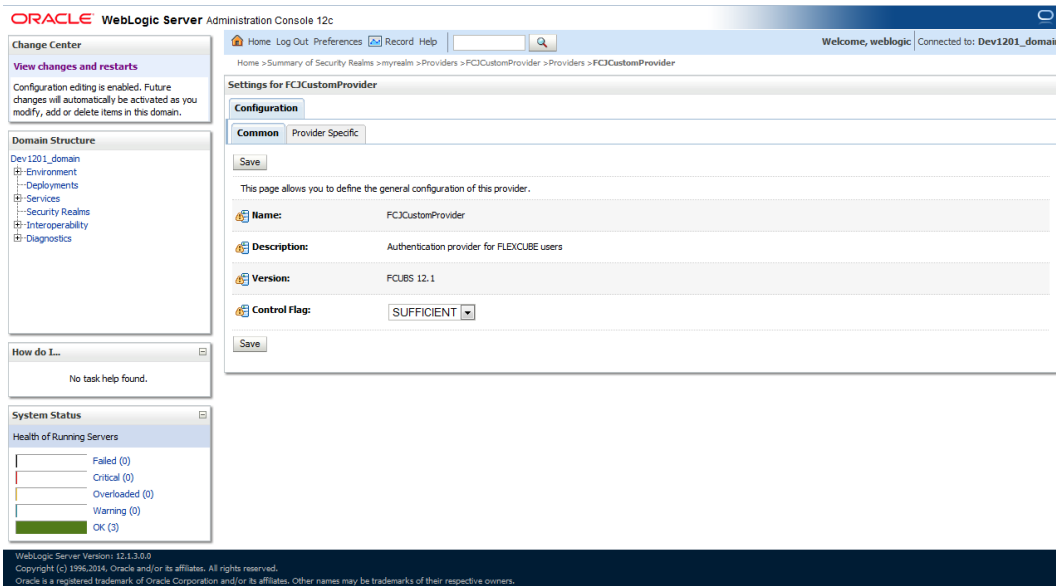 ORACLE WebLogic Server Administration Console 12c
Change Center
View changes and restarts
Configuration editing is enabled. Future
changes will automatically be activated as you
modify, add or delete items in this domain.
Domain Structure
Dev1201_domain
Environment
Deployments
Services
Security Realms
Interoperability
Diagnostics
How do I...
No task help found.
System Status
Health of Running Servers
Failed (0)
Critical (0)
Overloaded (0)
Warning (0)
OK (3)
Home Log Out Preferences Record Help
Welcome, weblogic Connected to: Dev1201_domain
Home >Summary of Security Realms >myrealm >Providers >FCJCustomProvider >Providers >FCJCustomProvider
Settings for FCJCustomProvider
Configuration
Common Provider Specific
Save
This page allows you to define the general configuration of this provider.
Name: FCJCustomProvider
Description: Authentication provider for FLEXCUBE users
Version: FCUBS 12.1
Control Flag: SUFFICIENT
Save
WebLogic Server Version: 12.1.3.0.0
Copyright (c) 1996,2014, Oracle and/or its affiliates. All rights reserved.
Oracle is a registered trademark of Oracle Corporation and/or its affiliates. Other names may be trademarks of their respective owners.